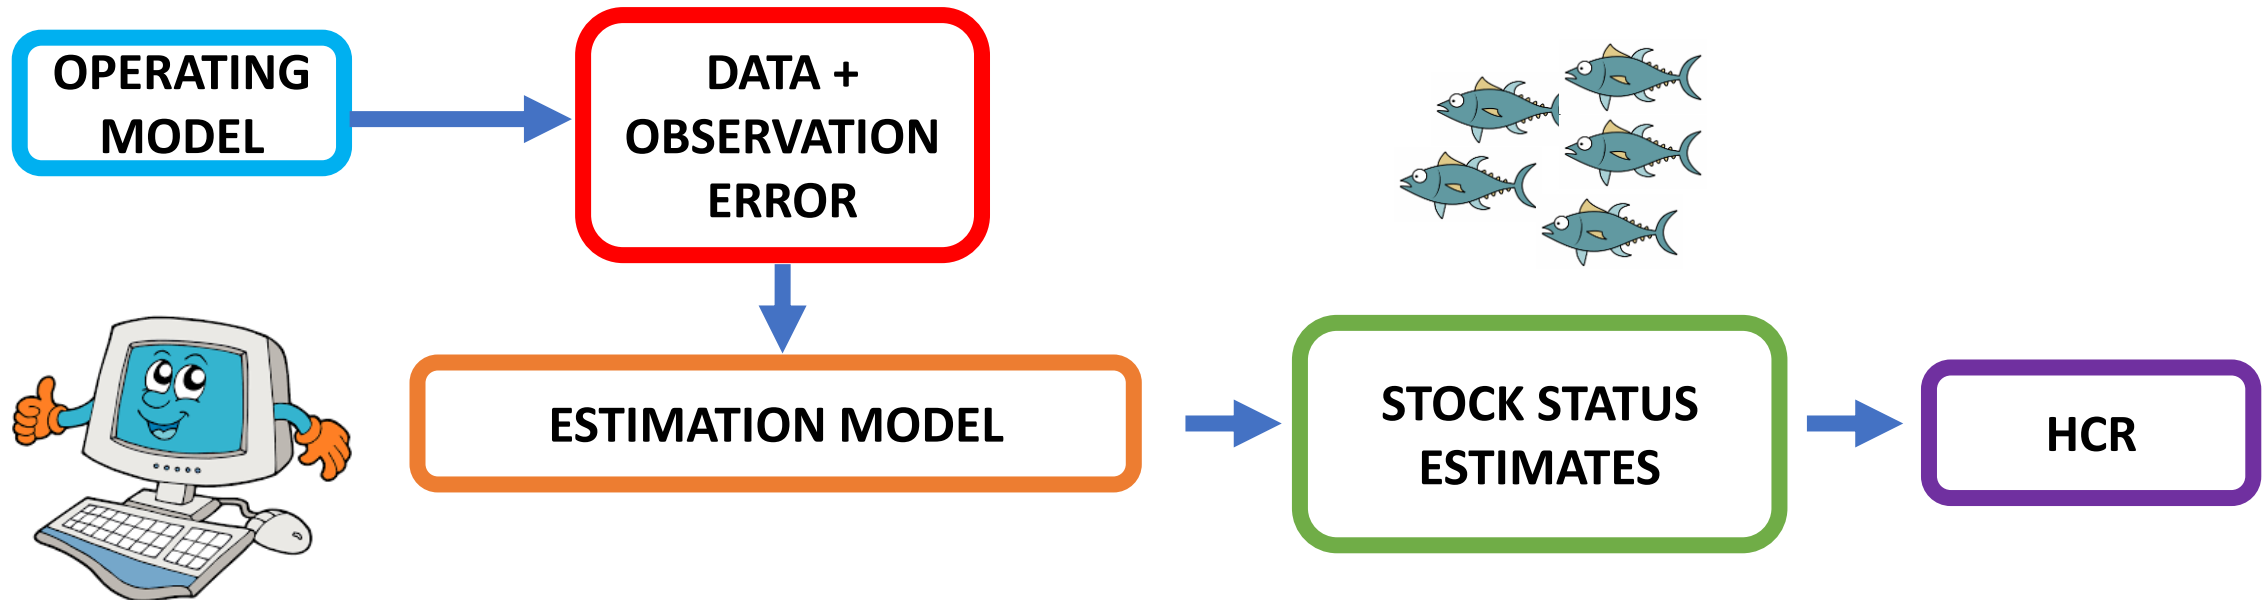 OPERATING
MODEL
DATA +
OBSERVATION
ERROR
ESTIMATION MODEL
STOCK STATUS
ESTIMATES
HCR